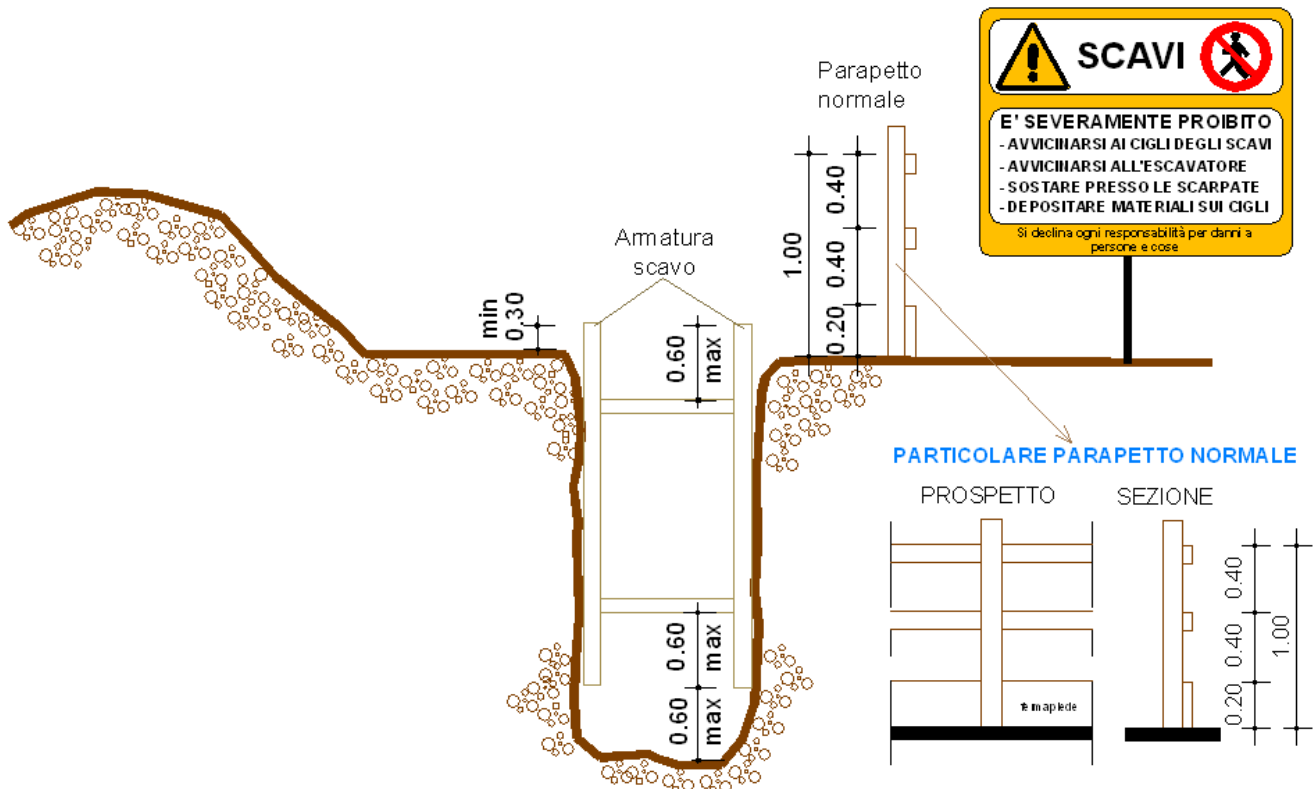 SCAVI
E' SEVERAMENTE PROIBITO
- AVVICINARSI AI CIGLI DEGLI SCAVI
- AVVICINARSI ALL'ESCAVATORE
- SOSTARE PRESSO LE SCARPATE
- DEPOSITARE MATERIALI SUI CIGLI
Si declina ogni responsabilità per danni a
persone e cose
Parapetto
normale
1.00
0.40
0.40
0.20
Armatura
scavo
min
0.30
0.60
max
0.60
max
0.60
max
PARTICOLARE PARAPETTO NORMALE
PROSPETTO
SEZIONE
fermapiede
0.40
0.40
0.20
1.00